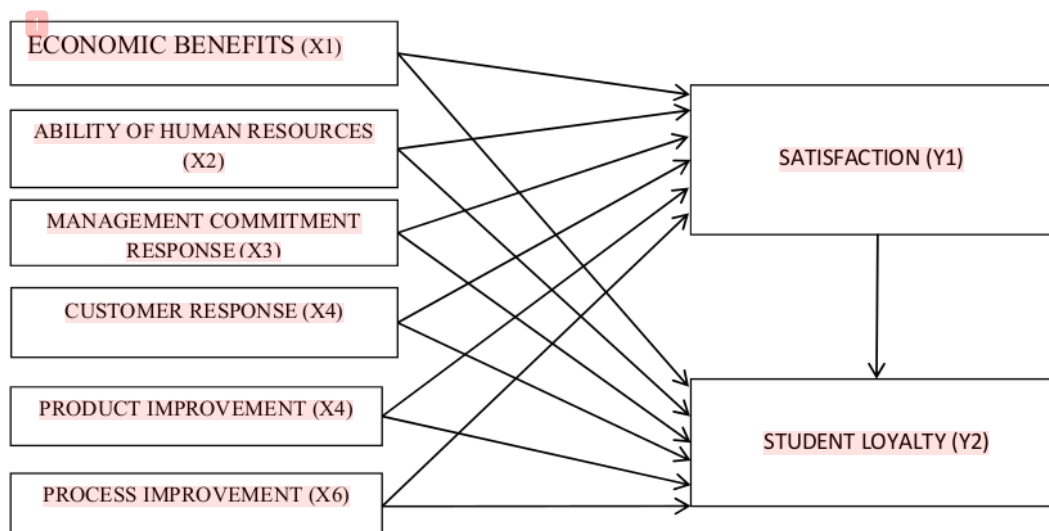 1
ECONOMIC BENEFITS (X1)
ABILITY OF HUMAN RESOURCES
(X2)
MANAGEMENT COMMITMENT
RESPONSE (X3)
CUSTOMER RESPONSE (X4)
PRODUCT IMPROVEMENT (X4)
PROCESS IMPROVEMENT (X6)
SATISFACTION (Y1)
STUDENT LOYALTY (Y2)